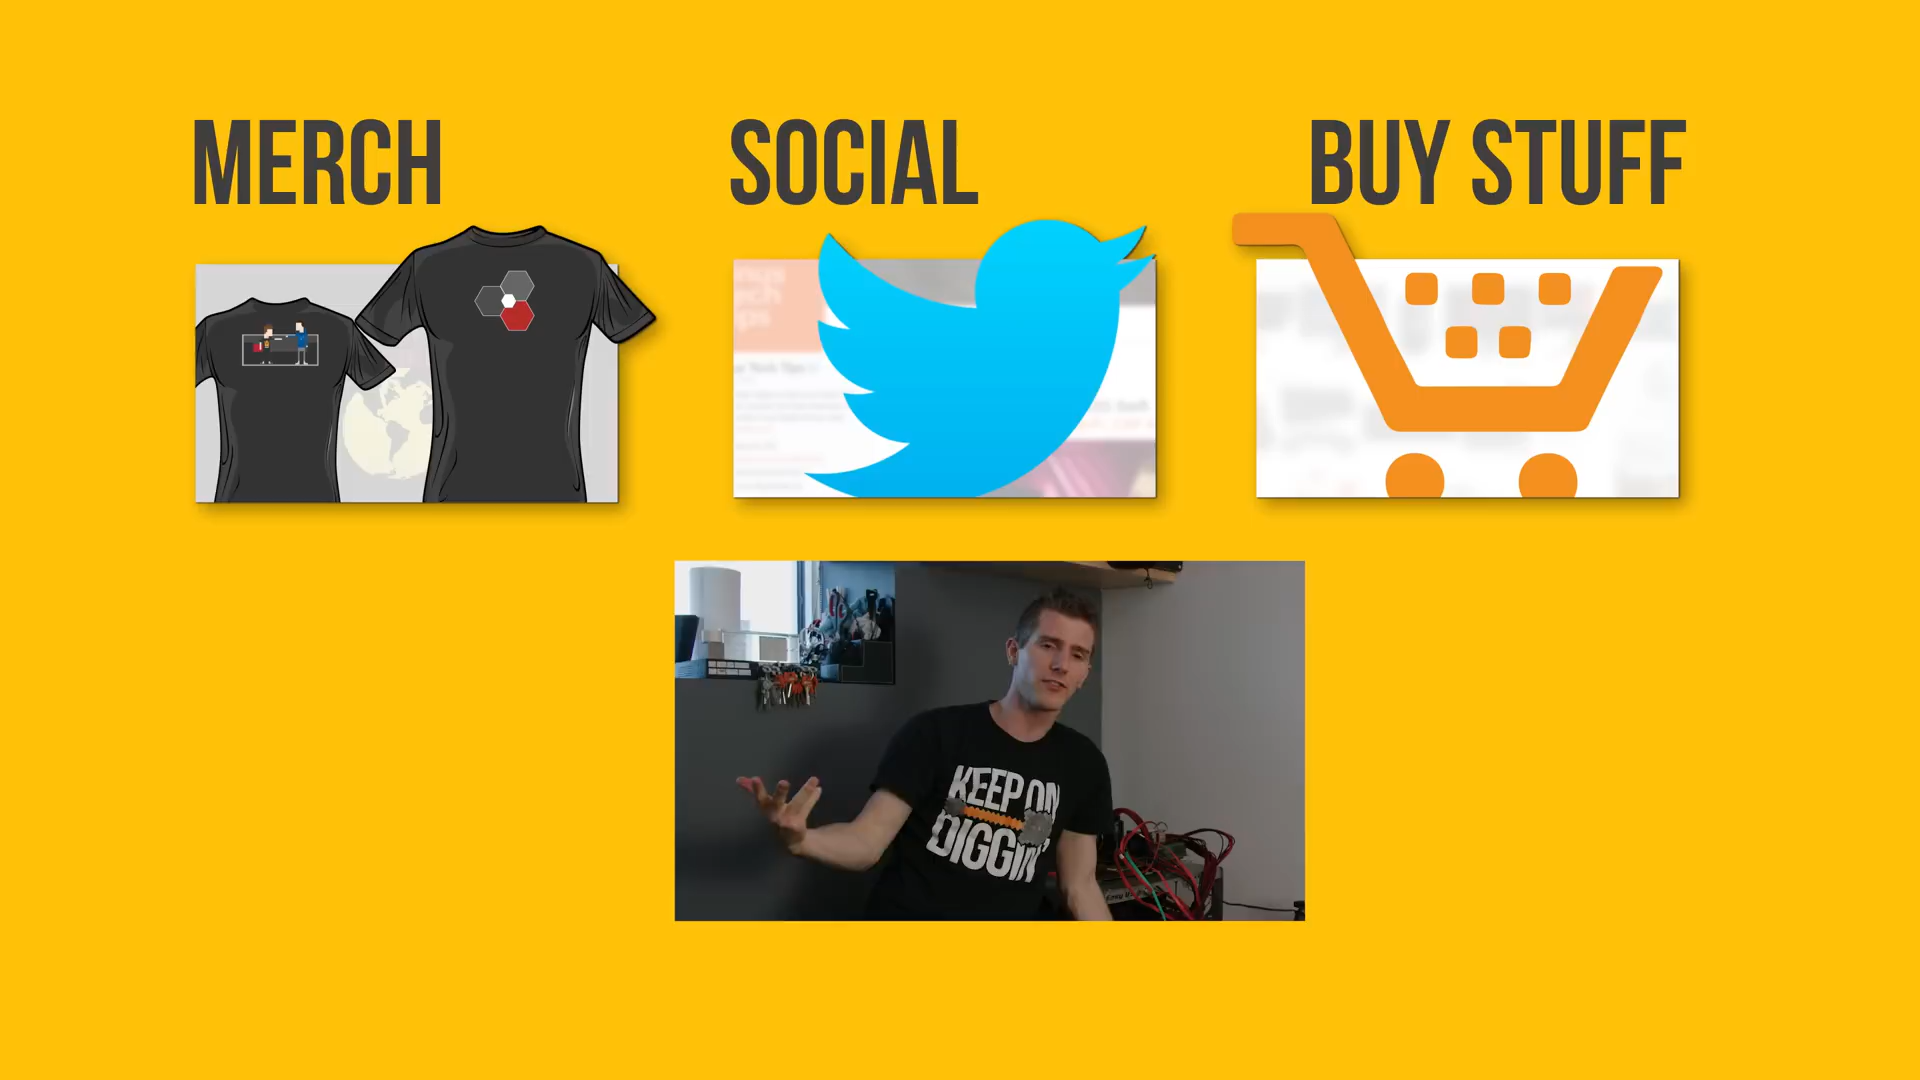 MERCH
SOCIAL
BUY STUFF
KEEP ON
DIGGIN'